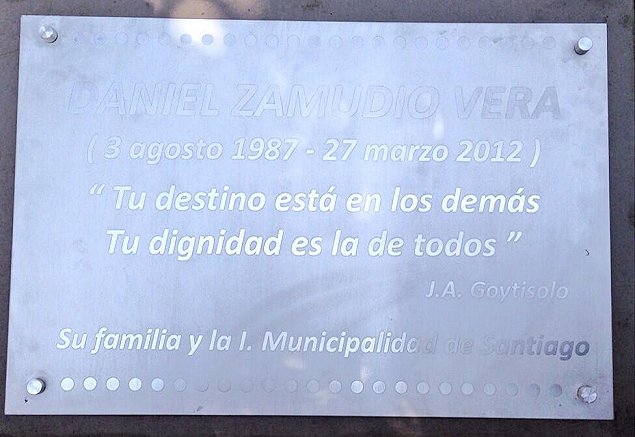 DANIEL ZAMUDIO VERA
( 3 agosto 1987 - 27 marzo 2012 )
“ Tu destino está en los demás
Tu dignidad es la de todos ”
J.A. Goytisolo
Su familia y la I. Municipalidad de Santiago